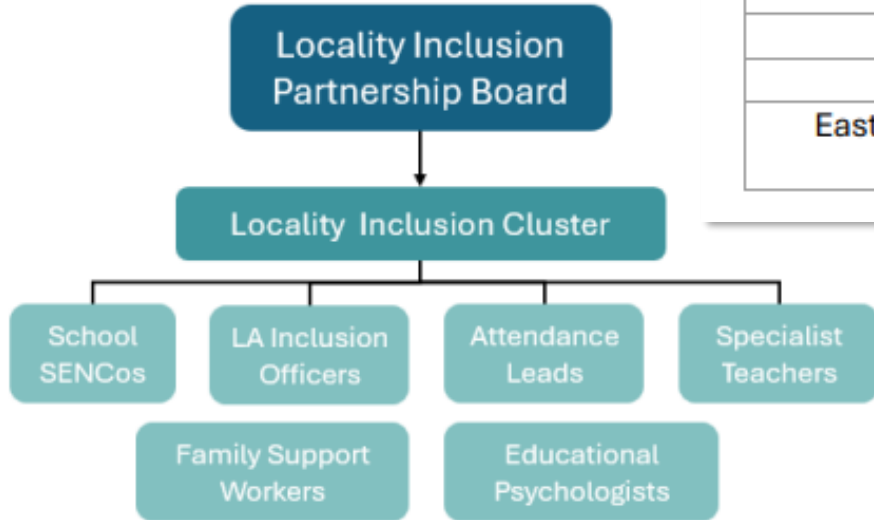 Locality Inclusion
Partnership Board
East
Locality Inclusion Cluster
School
SENCos
LA Inclusion
Officers
Attendance
Leads
Specialist
Teachers
Family Support
Workers
Educational
Psychologists